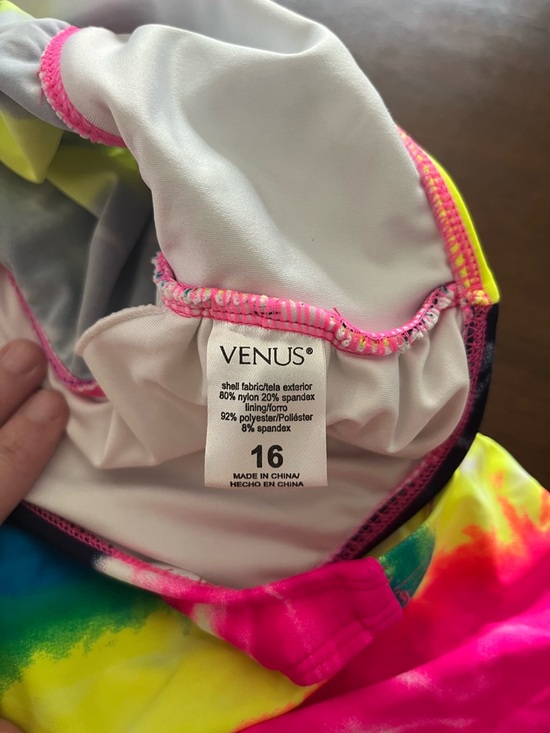 VENUS®
shell fabric/tela exterior
80% nylon 20% spandex
lining/forro
92% polyester/Poliéster
8% spandex
16
MADE IN CHINA/
HECHO EN CHINA